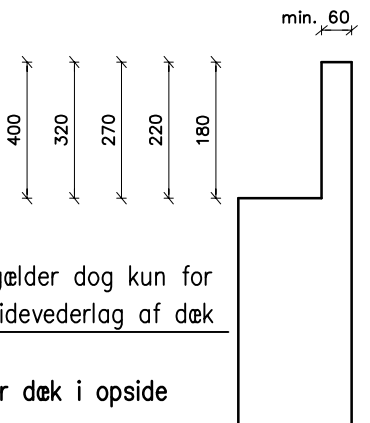 min. 60
400 320 270 220 180
gælder dog kun for
idevederlag af dæk
r dæk i opside